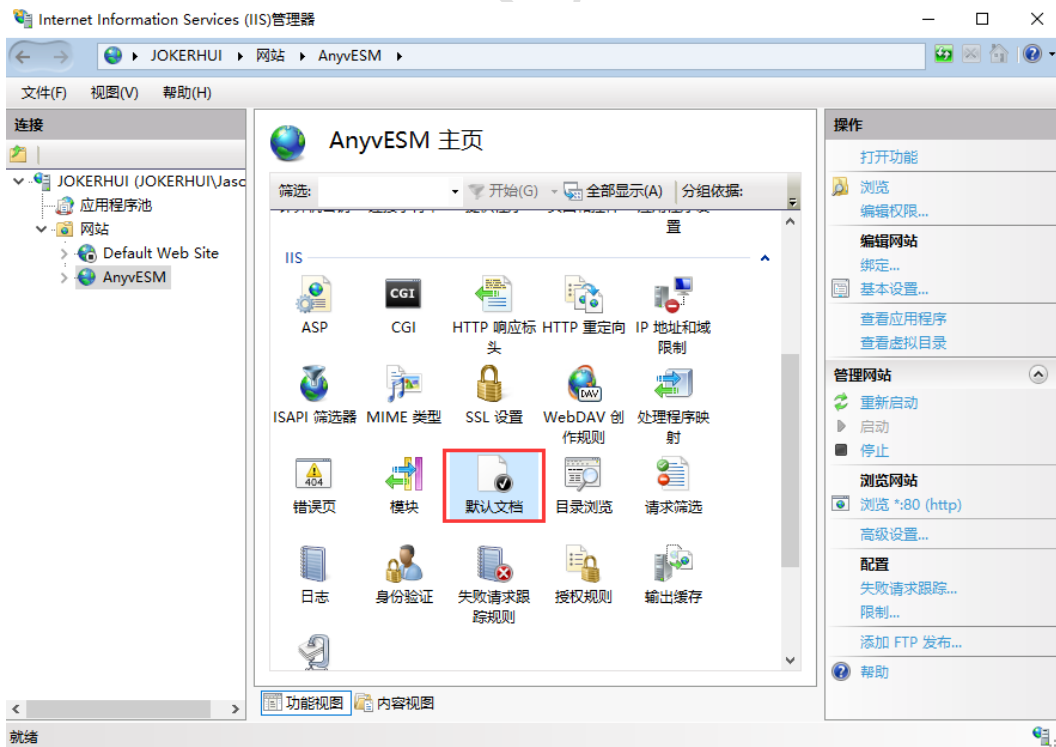 Internet Information Services (IIS)管理器
JOKERHUI 网站 AnyvESM
文件(F) 视图(V) 帮助(H)
连接
JOKERHUI (JOKERHUI\Jasc
应用程序池
网站
Default Web Site
AnyvESM
AnyvESM 主页
筛选: 开始(G) 全部显示(A) 分组依据:
置
IIS
CGI
ASP CGI HTTP 响应标 HTTP 重定向 IP 地址和域
头 限制
DAV
ISAPI 筛选器 MIME 类型 SSL 设置 WebDAV 创 处理程序映
作规则 射
404
错误页 模块 默认文档 目录浏览 请求筛选
日志 身份验证 失败请求跟 授权规则 输出缓存
踪规则
功能视图 内容视图
操作
打开功能
浏览
编辑权限...
编辑网站
绑定...
基本设置...
查看应用程序
查看虚拟目录
管理网站
重新启动
启动
停止
浏览网站
浏览 *:80 (http)
高级设置...
配置
失败请求跟踪...
限制...
添加 FTP 发布...
帮助
就绪